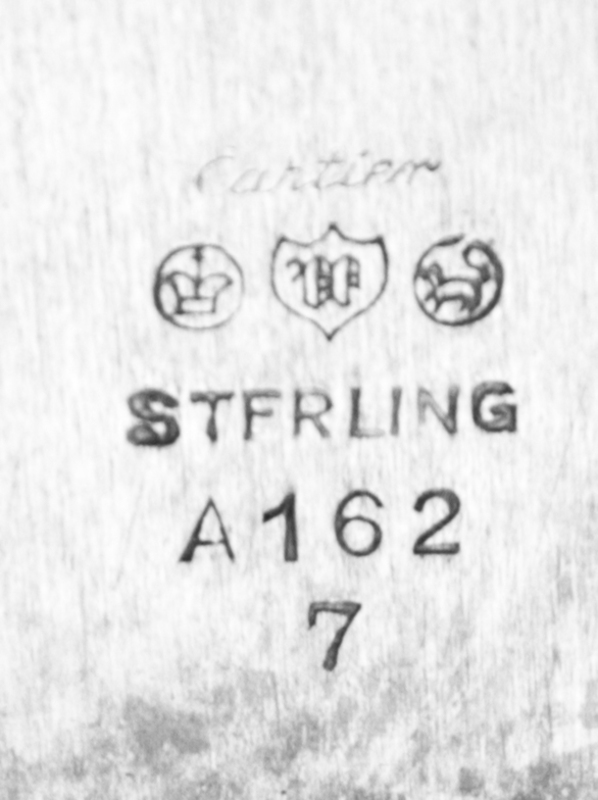 Cartier
W
STERLING
A162
7